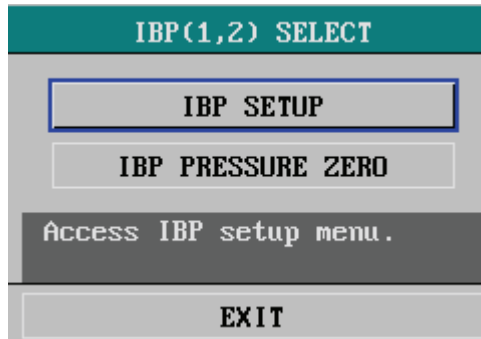 IBP(1,2) SELECT
IBP SETUP
IBP PRESSURE ZERO
Access IBP setup menu.
EXIT